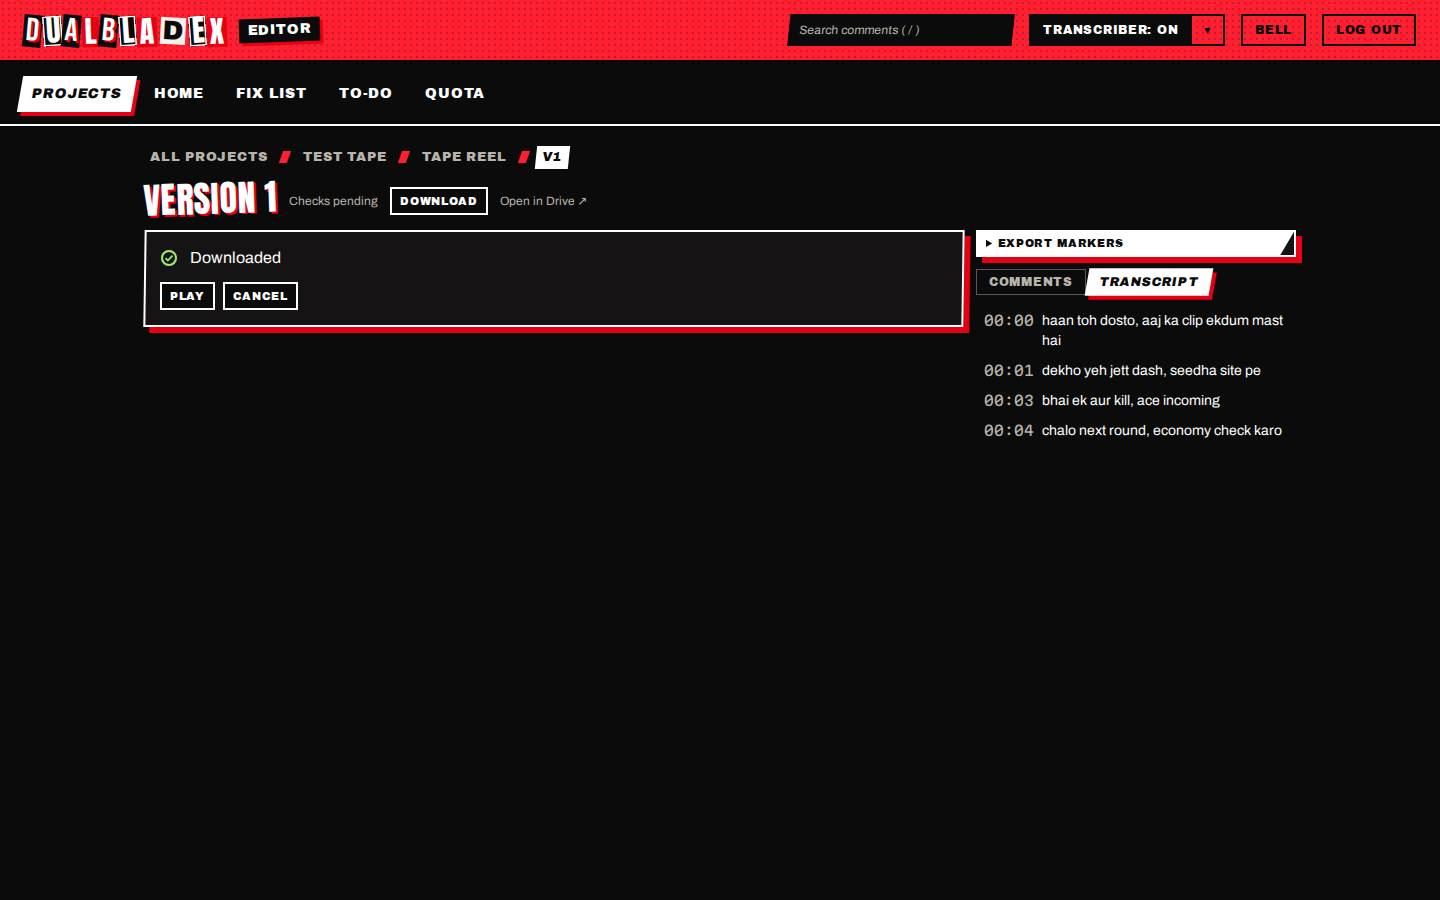 DUALBLADEX EDITOR
Search comments ( / )
TRANSCRIBER: ON ▼
BELL
LOG OUT
PROJECTS HOME FIX LIST TO-DO QUOTA
ALL PROJECTS TEST TAPE TAPE REEL V1
VERSION 1 Checks pending DOWNLOAD Open in Drive ↗
Downloaded
PLAY CANCEL
▶ EXPORT MARKERS
COMMENTS TRANSCRIPT
00:00 haan toh dosto, aaj ka clip ekdum mast
hai
00:01 dekho yeh jett dash, seedha site pe
00:03 bhai ek aur kill, ace incoming
00:04 chalo next round, economy check karo